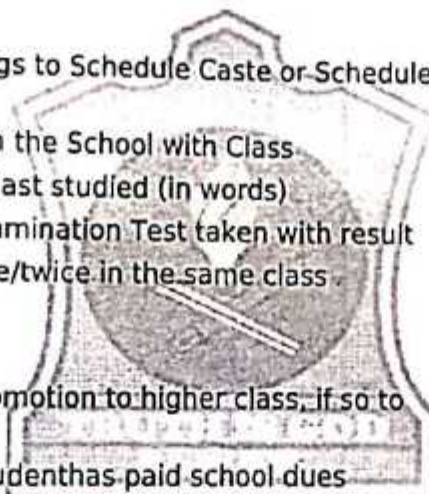 gs to Schedule Caste or Schedule
the School with Class
ast studied (in words)
mination Test taken with result
e/twice in the same class
omotion to higher class, if so to
udenthas paid school dues